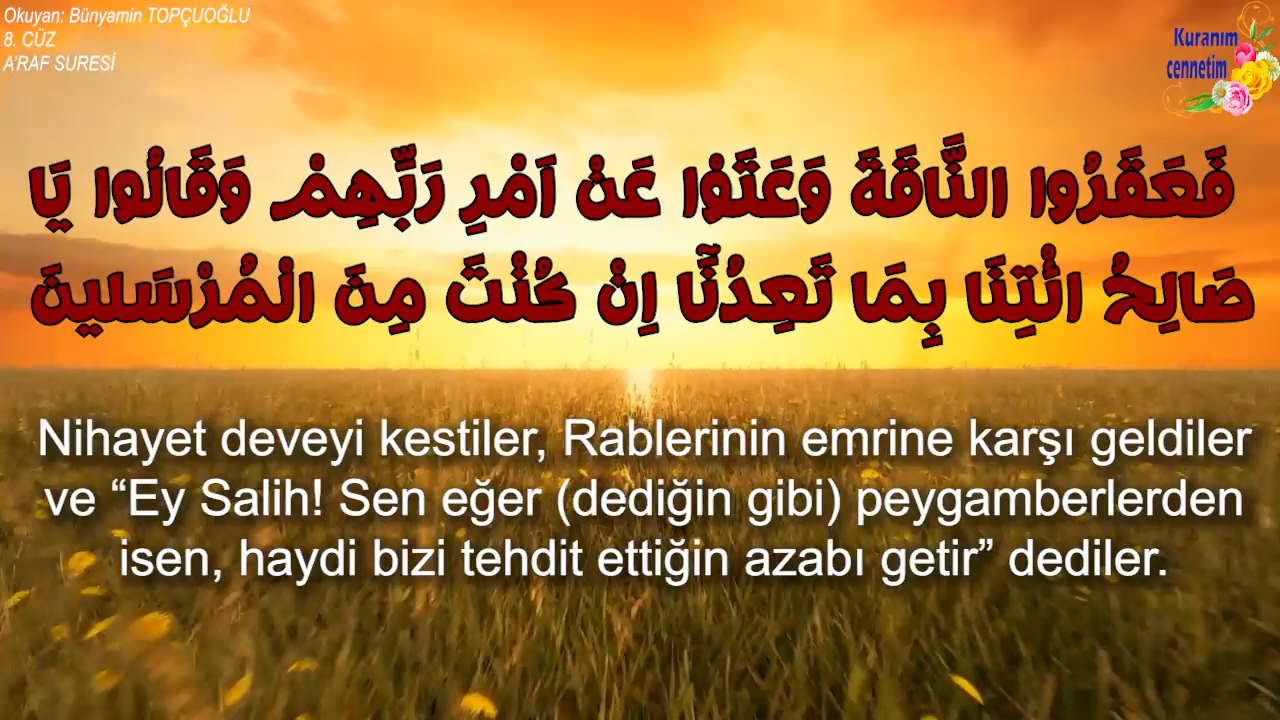 Okuyan: Bünyamin TOPÇUOĞLU
8. CÜZ
A'RAF SURESİ
Kuranım
cennetim
فَعَقَرُوا النَّاقَةَ وَعَتَوْا عَنْ اَمْرِ رَبِّهِمْ وَقَالُوا يَا
صَالِحُ ائْتِنَا بِمَا تَعِدُنَٓا اِنْ كُنْتَ مِنَ الْمُرْسَلينَ
Nihayet deveyi kestiler, Rablerinin emrine karşı geldiler
ve “Ey Salih! Sen eğer (dediğin gibi) peygamberlerden
isen, haydi bizi tehdit ettiğin azabı getir” dediler.